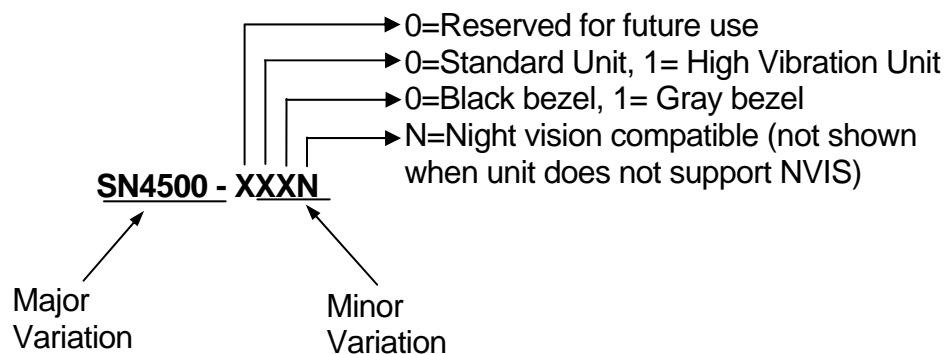 0=Reserved for future use
0=Standard Unit, 1= High Vibration Unit
0=Black bezel, 1= Gray bezel
N=Night vision compatible (not shown
when unit does not support NVIS)
SN4500 - XXXN
Major
Variation
Minor
Variation